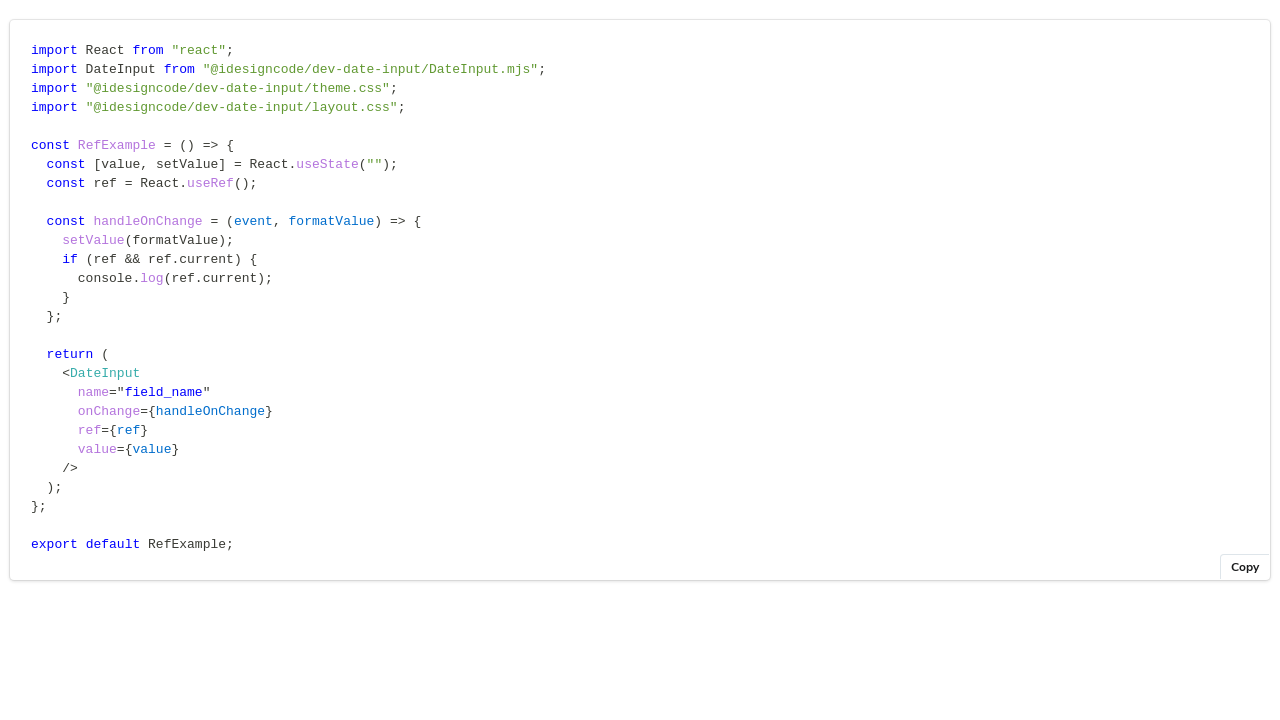 import React from "react";
import DateInput from "@idesigncode/dev-date-input/DateInput.mjs";
import "@idesigncode/dev-date-input/theme.css";
import "@idesigncode/dev-date-input/layout.css";

const RefExample = () => {
  const [value, setValue] = React.useState("");
  const ref = React.useRef();

  const handleOnChange = (event, formatValue) => {
    setValue(formatValue);
    if (ref && ref.current) {
      console.log(ref.current);
    }
  };

  return (
    <DateInput
      name="field_name"
      onChange={handleOnChange}
      ref={ref}
      value={value}
    />
  );
};

export default RefExample;
Copy